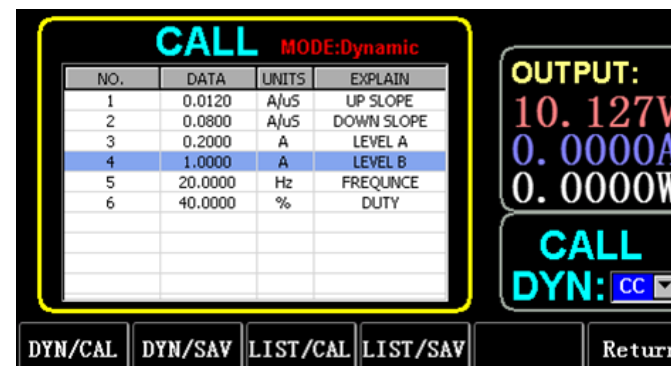 CALL MODE:Dynamic
NO. DATA UNITS EXPLAIN
1 0.0120 A/uS UP SLOPE
2 0.0800 A/uS DOWN SLOPE
3 0.2000 A LEVEL A
4 1.0000 A LEVEL B
5 20.0000 Hz FREQUNCE
6 40.0000 % DUTY
OUTPUT:
10.127V
0.0000A
0.0000W
CALL
DYN: CC
DYN/CAL DYN/SAV LIST/CAL LIST/SAV Return